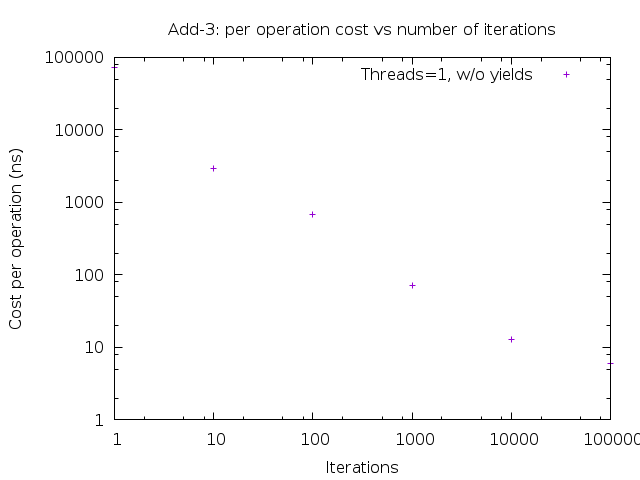 Add-3: per operation cost vs number of iterations
100000
Threads=1, w/o yields
10000
1000
100
10
1
Cost per operation (ns)
1 10 100 1000 10000 100000
Iterations